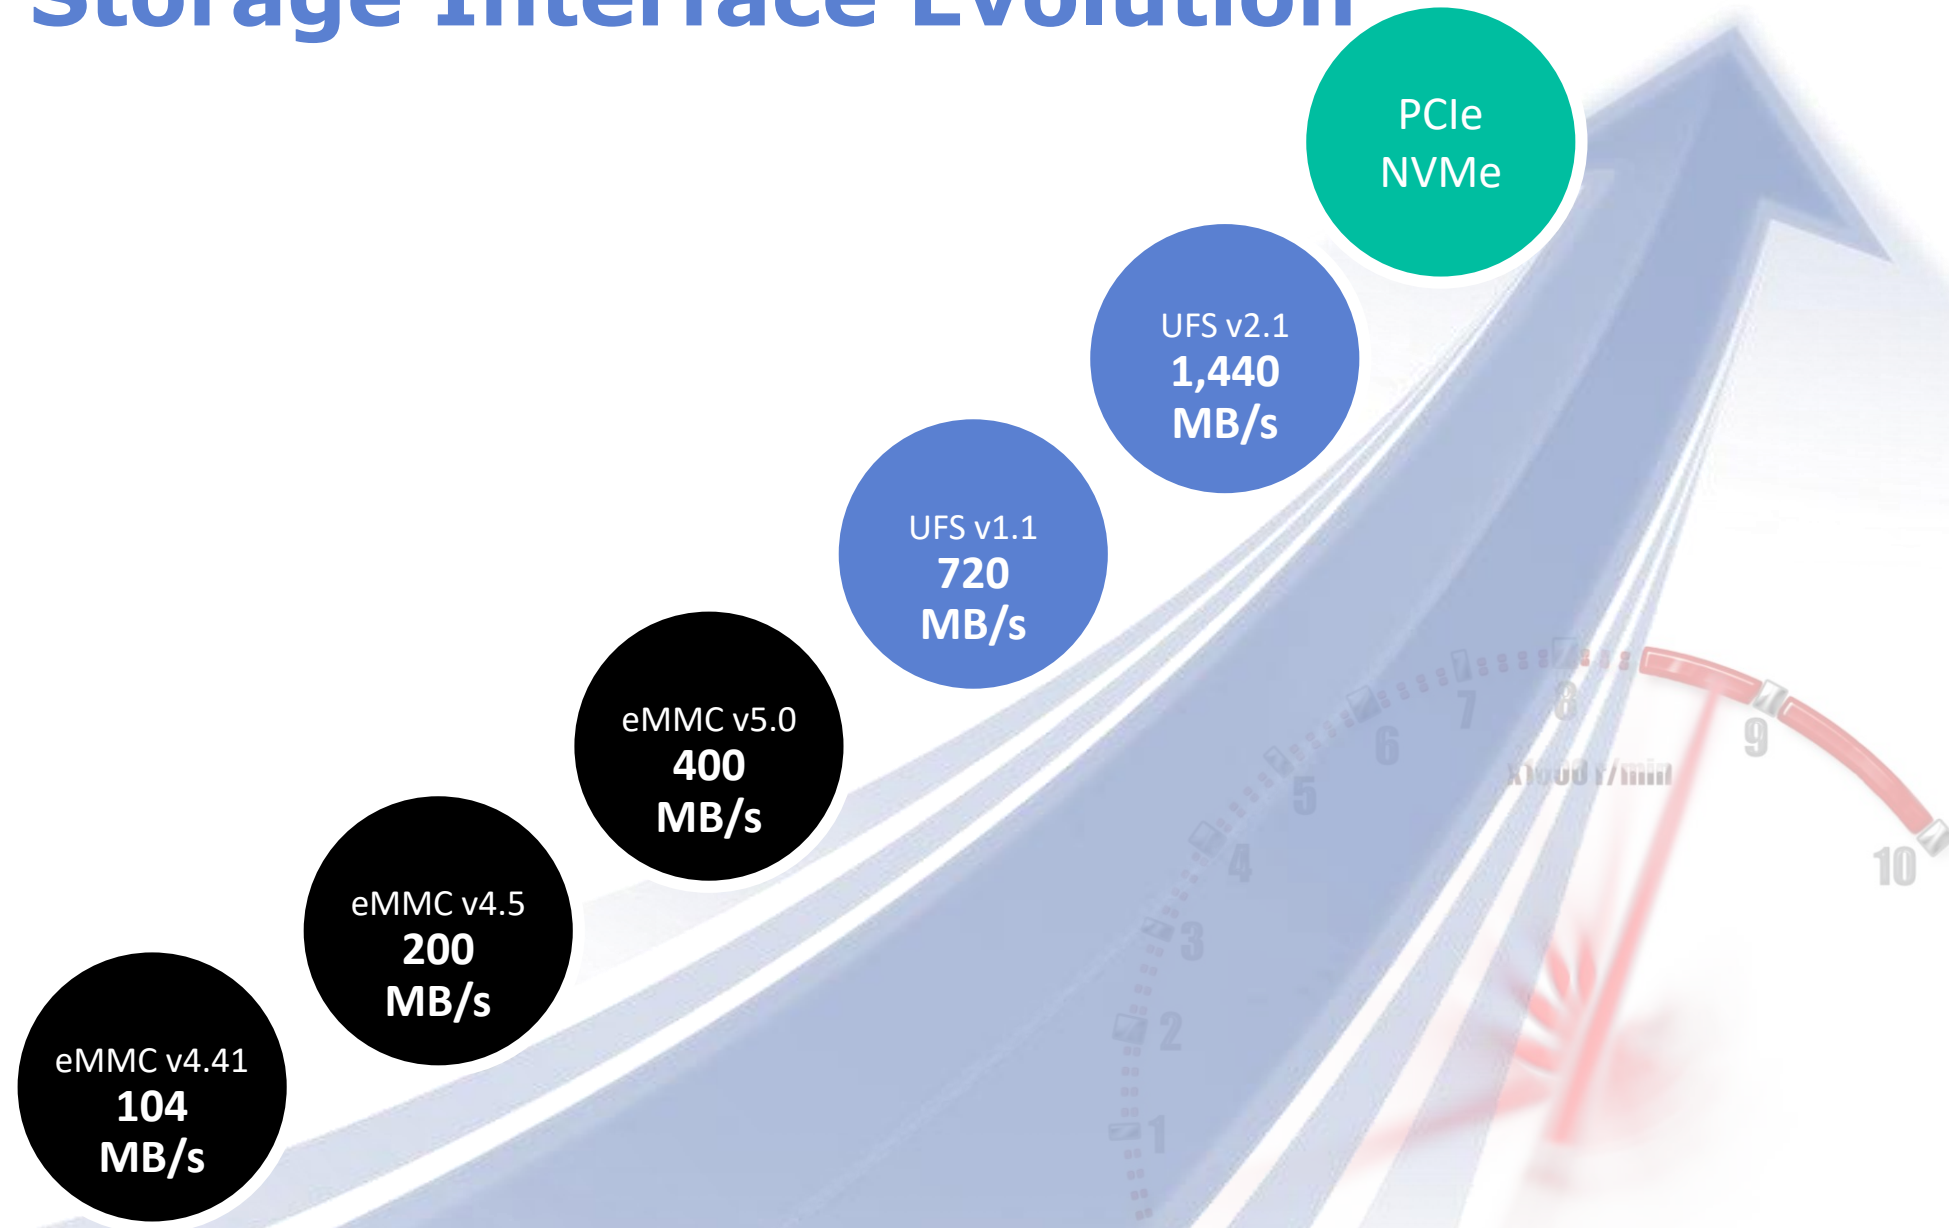 Storage Interface Evolution
PCIe
NVMe
UFS v2.1
1,440
MB/s
UFS v1.1
720
MB/s
eMMC v5.0
400
MB/s
eMMC v4.5
200
MB/s
eMMC v4.41
104
MB/s
1
2
3
4
5
6
7
8
9
10
r/min